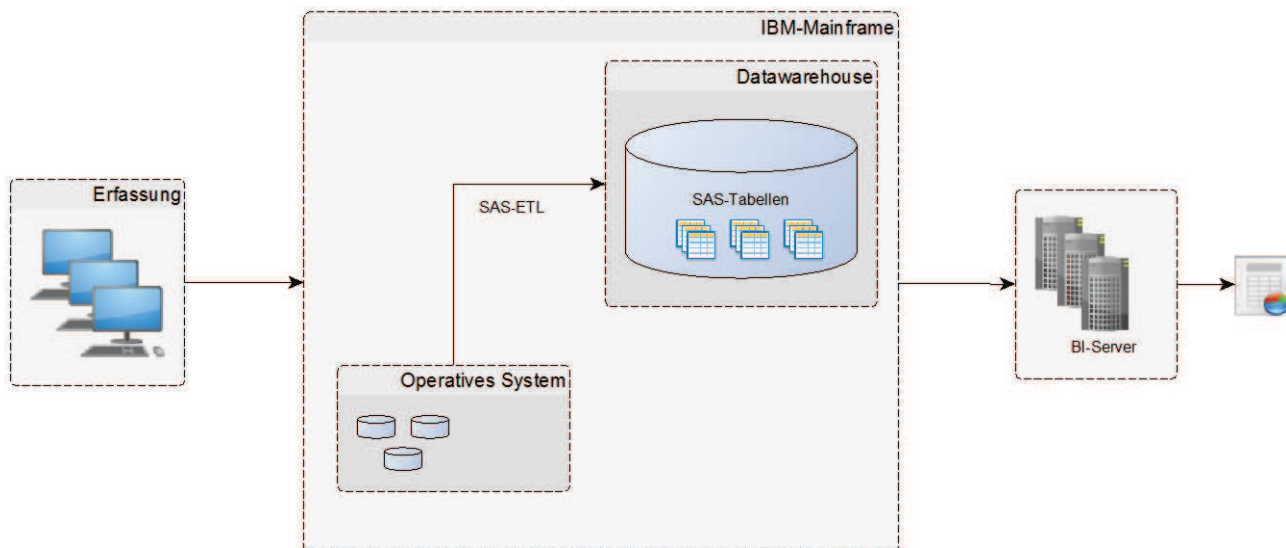 IBM-Mainframe
Datawarehouse
Erfassung
SAS-ETL
SAS-Tabellen
BI-Server
Operatives System